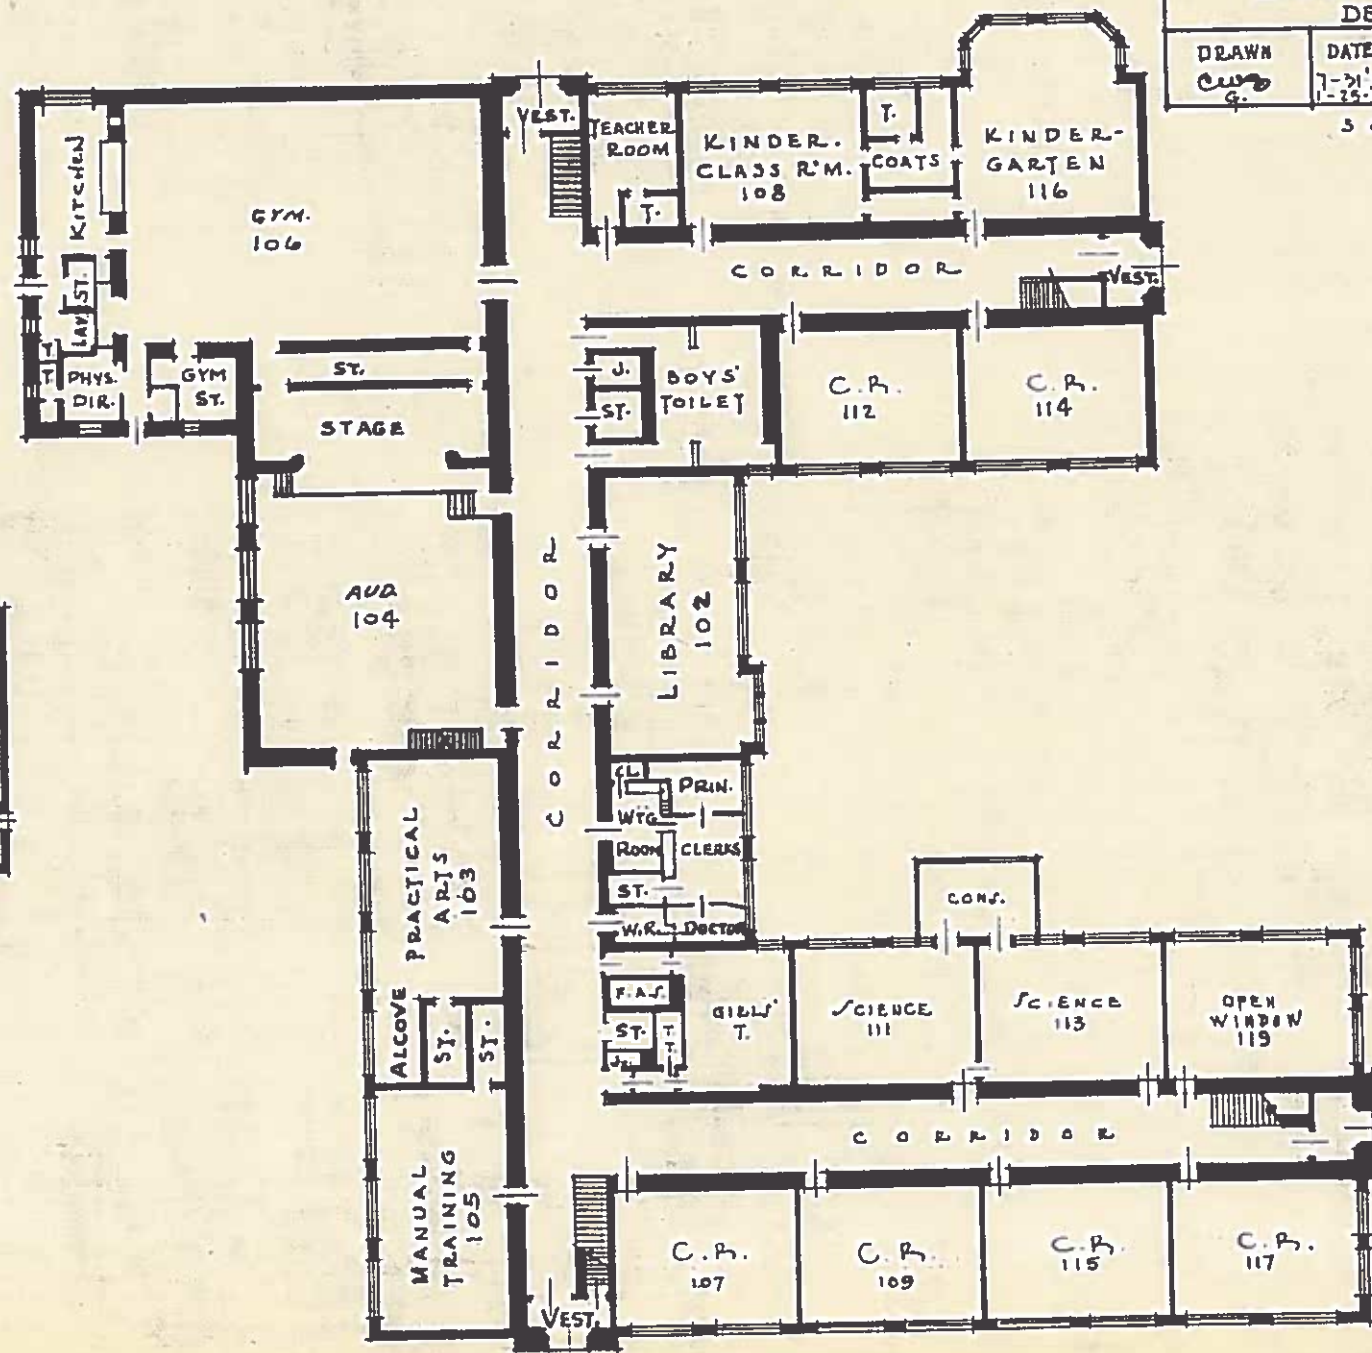 DRAWN
DATE
G.
VEST.
TEACHER
ROOM
T.
KINDER.
CLASS R'M.
108
T.
COATS
KINDER-
GARTEN
116
KITCHEN
GYM.
106
ST.
LAV.
T.
T.
PHYS.
DIR.
GYM
ST.
ST.
STAGE
CORRIDOR
VEST.
J.
ST.
BOYS'
TOILET
C.R.
112
C.R.
114
AUD
104
CORRIDOR
LIBRARY
102
CL.
PRIN.
WTG
ROOM
CLERKS
ST.
W.R.
DOCTOR
PRACTICAL
ARTS
103
ALCOVE
ST.
ST.
F.A.S.
ST.
T.
T.
J.
GIRLS'
T.
CONS.
SCIENCE
111
SCIENCE
113
OPEN
WINDOW
119
CORRIDOR
MANUAL
TRAINING
105
VEST.
C.R.
107
C.R.
109
C.R.
115
C.R.
117